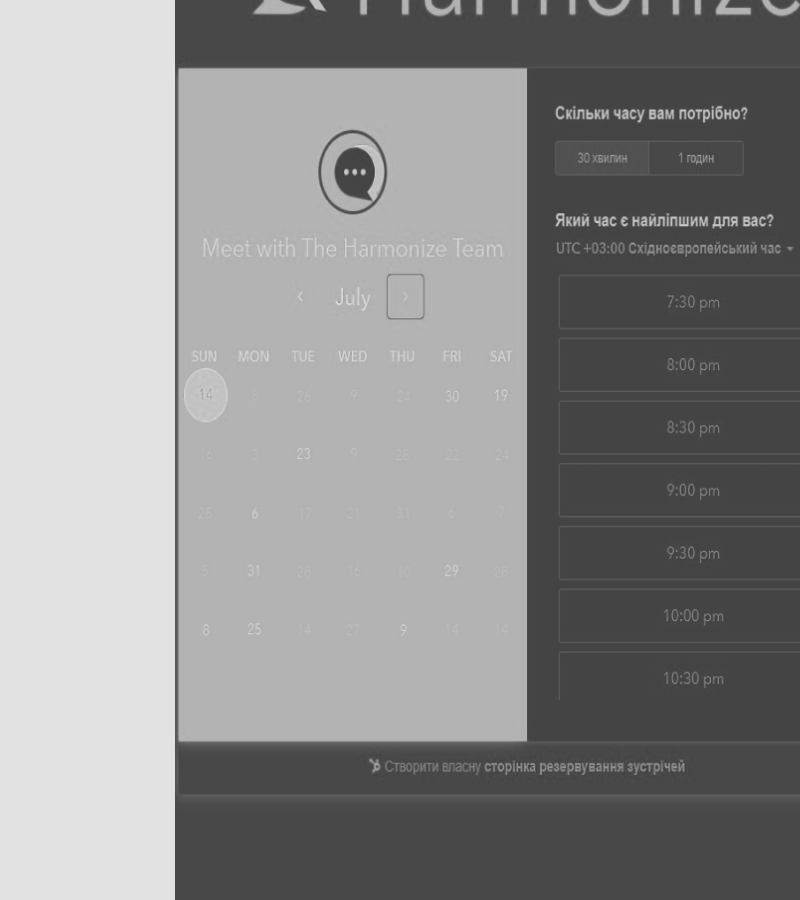 Harmonize
Meet with The Harmonize Team
July
SUN MON TUE WED THU FRI SAT
14 8 26 9 24 30 19
16 3 23 9 28 22 24
25 6 17 21 31 6 7
5 31 28 16 10 29 28
8 25 14 27 9 14 14
Скільки часу вам потрібно?
30 хвилин 1 годин
Який час є найліпшим для вас?
UTC +03:00 Східноєвропейський час
7:30 pm
8:00 pm
8:30 pm
9:00 pm
9:30 pm
10:00 pm
10:30 pm
Створити власну сторінка резервування зустрічей